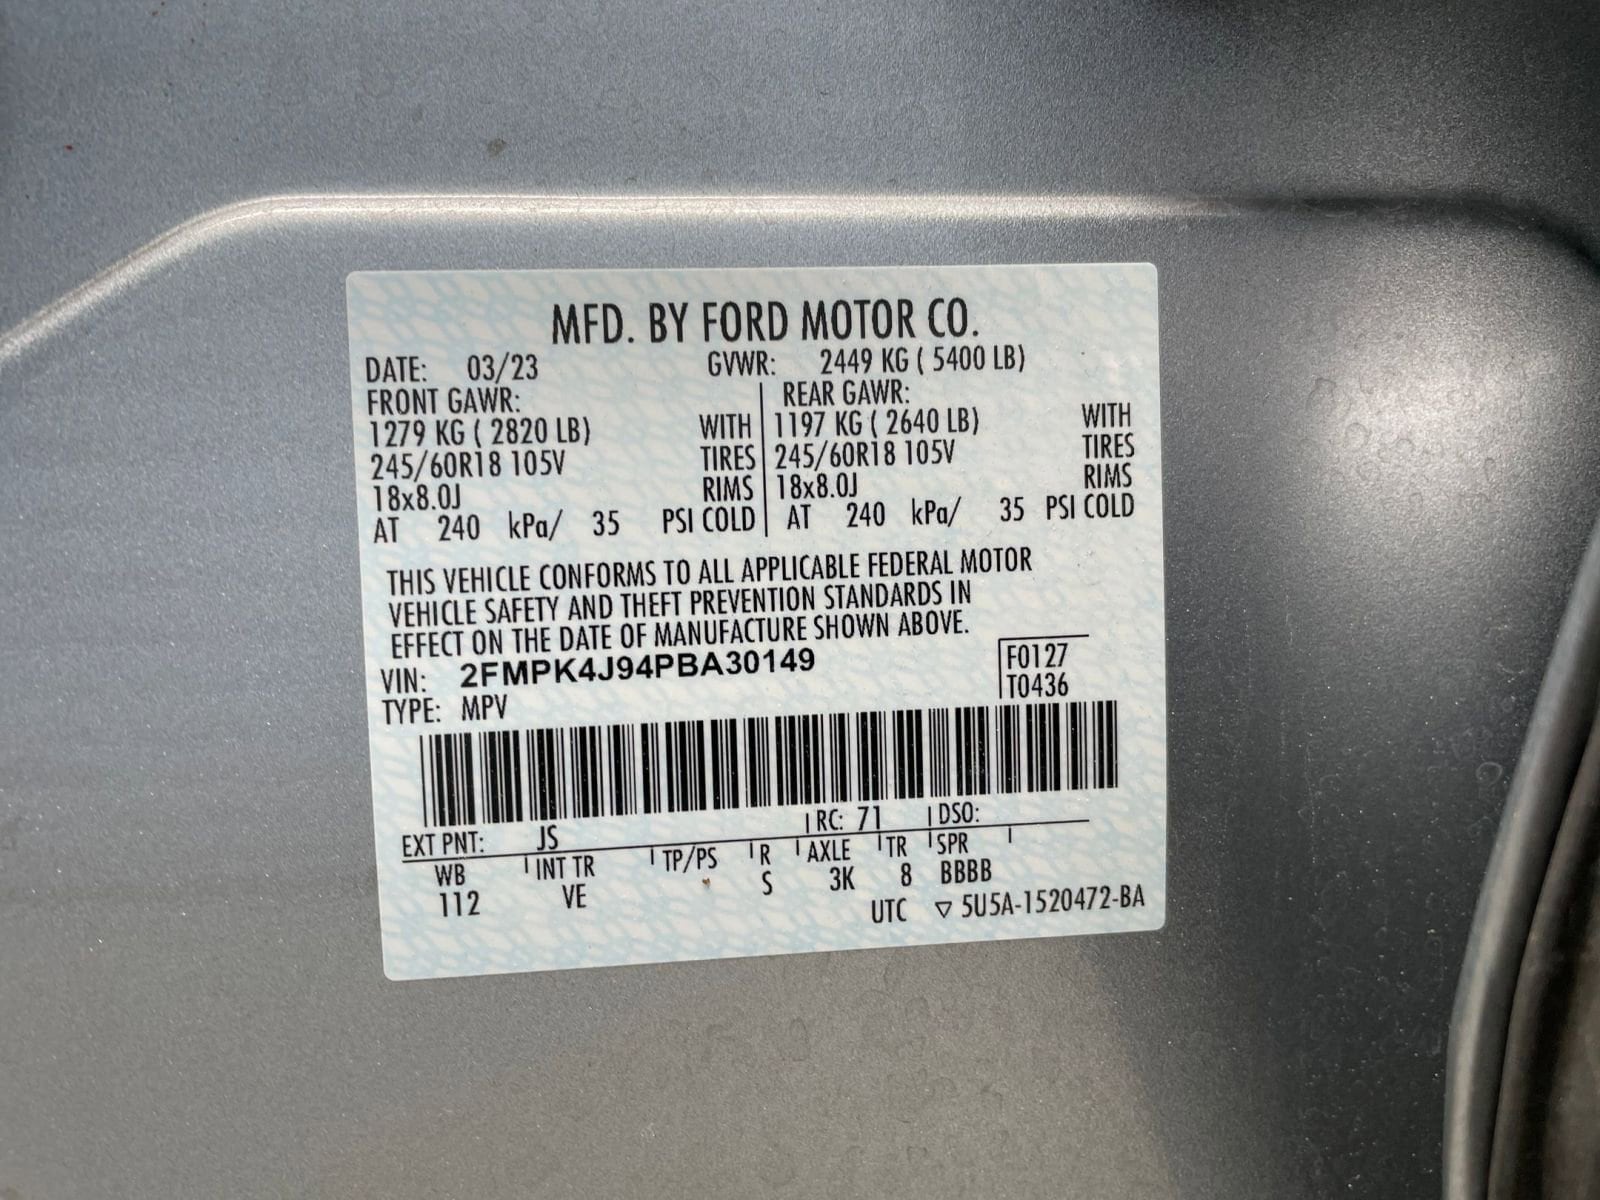 MFD. BY FORD MOTOR CO.
DATE: 03/23 GVWR: 2449 KG ( 5400 LB)
FRONT GAWR: REAR GAWR:
1279 KG ( 2820 LB) WITH 1197 KG ( 2640 LB) WITH
245/60R18 105V TIRES 245/60R18 105V TIRES
18x8.0J RIMS 18x8.0J RIMS
AT 240 kPa/ 35 PSI COLD AT 240 kPa/ 35 PSI COLD
THIS VEHICLE CONFORMS TO ALL APPLICABLE FEDERAL MOTOR
VEHICLE SAFETY AND THEFT PREVENTION STANDARDS IN
EFFECT ON THE DATE OF MANUFACTURE SHOWN ABOVE.
VIN: 2FMPK4J94PBA30149 F0127
TYPE: MPV T0436
EXT PNT: JS RC: 71 DSO:
WB INT TR TP/PS R AXLE TR SPR
112 VE S 3K 8 BBBB
UTC ▽ 5U5A-1520472-BA